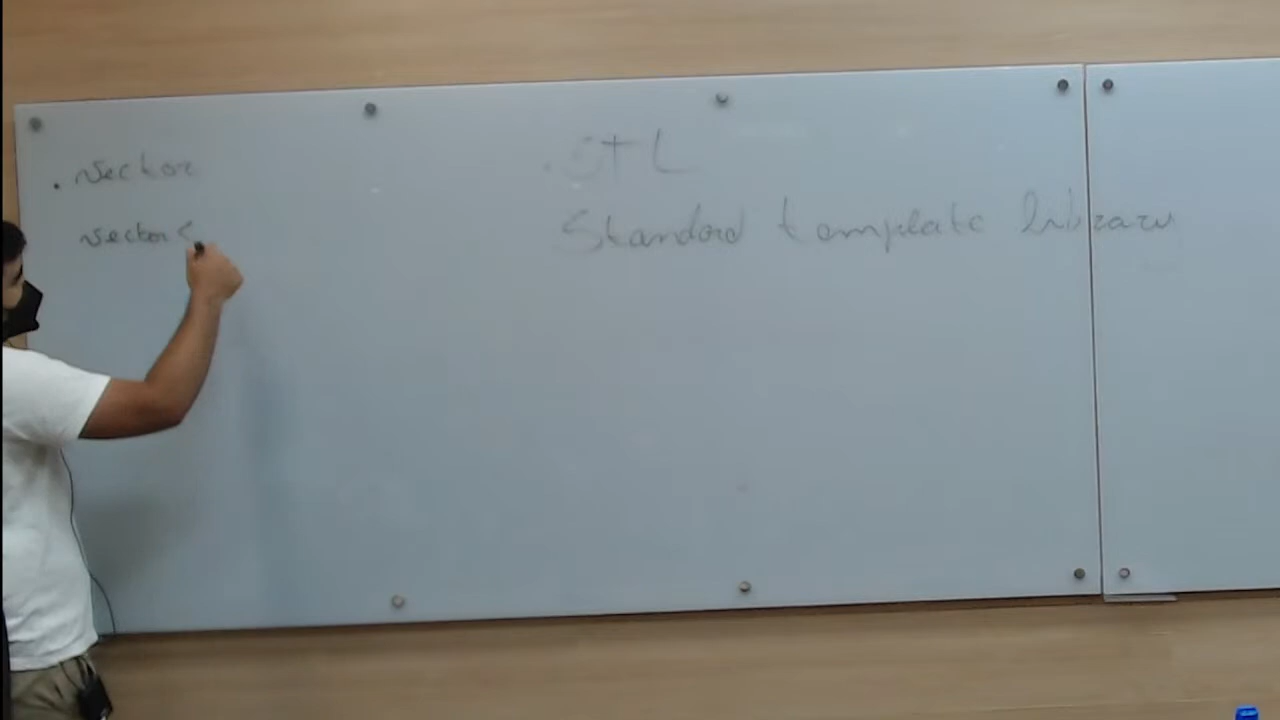 . vector
vector<
. STL
Standard template library